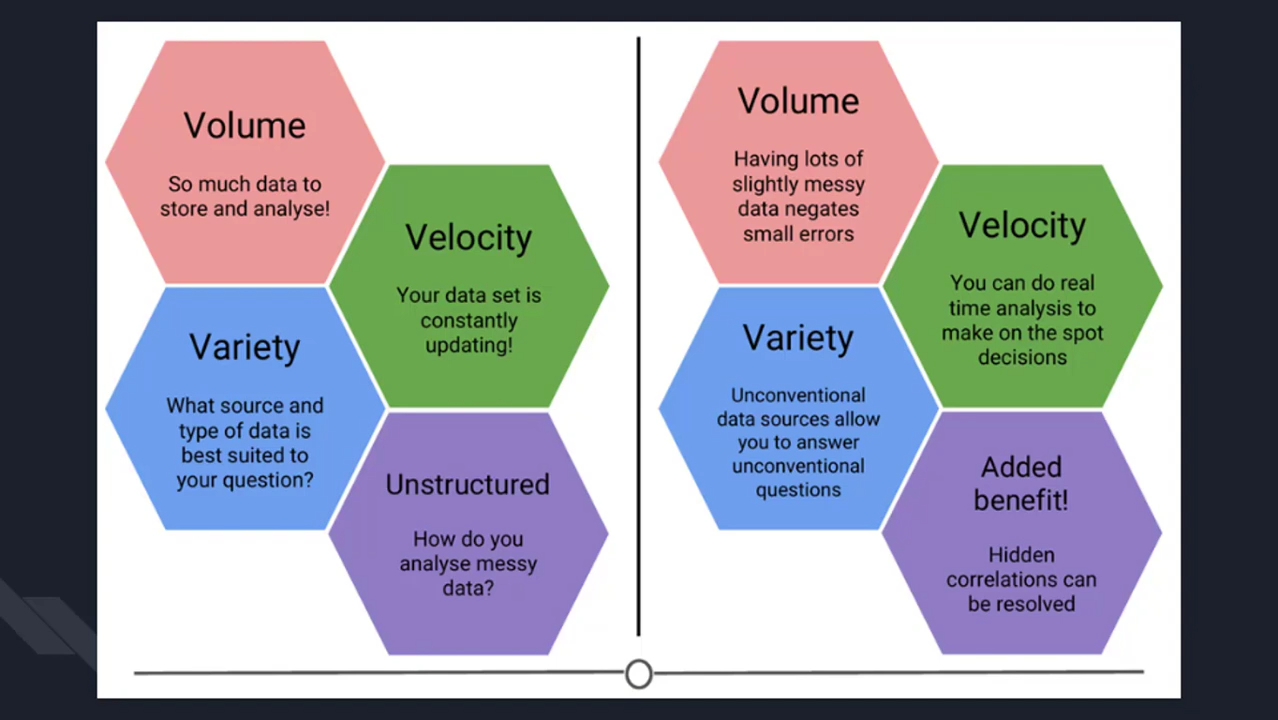 Volume
So much data to
store and analyse!
Velocity
Your data set is
constantly
updating!
Variety
What source and
type of data is
best suited to
your question?
Unstructured
How do you
analyse messy
data?
Volume
Having lots of
slightly messy
data negates
small errors
Velocity
You can do real
time analysis to
make on the spot
decisions
Variety
Unconventional
data sources allow
you to answer
unconventional
questions
Added
benefit!
Hidden
correlations can
be resolved